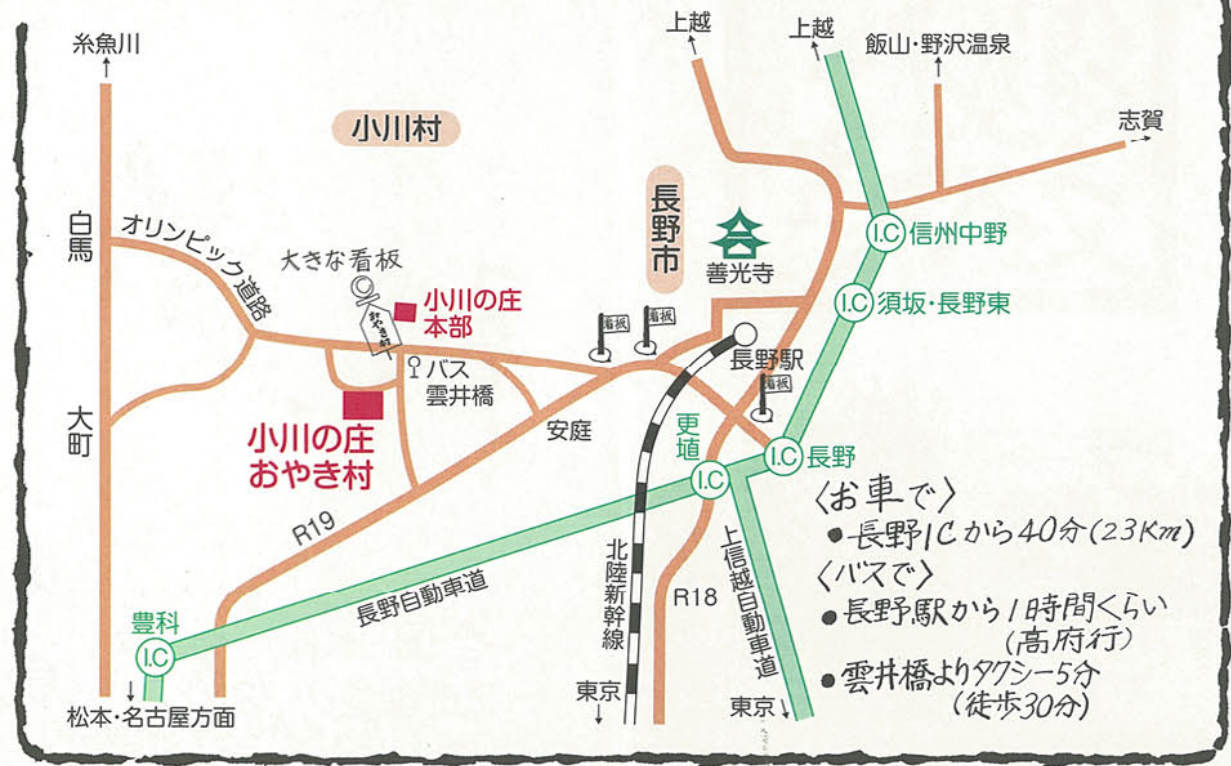 糸魚川
上越
上越
飯山・野沢温泉
志賀
小川村
長野市
善光寺
I.C 信州中野
I.C 須坂・長野東
白馬
オリンピック道路
大きな看板
おやき村
小川の庄
本部
看板
看板
長野駅
看板
バス
雲井橋
大町
小川の庄
おやき村
安庭
更埴
I.C
I.C 長野
R19
長野自動車道
北陸新幹線
R18
上信越自動車道
豊科
I.C
松本・名古屋方面
東京
東京
〈お車で〉
●長野ICから40分(23Km)
〈バスで〉
●長野駅から1時間くらい
(高府行)
●雲井橋よりタクシー5分
(徒歩30分)